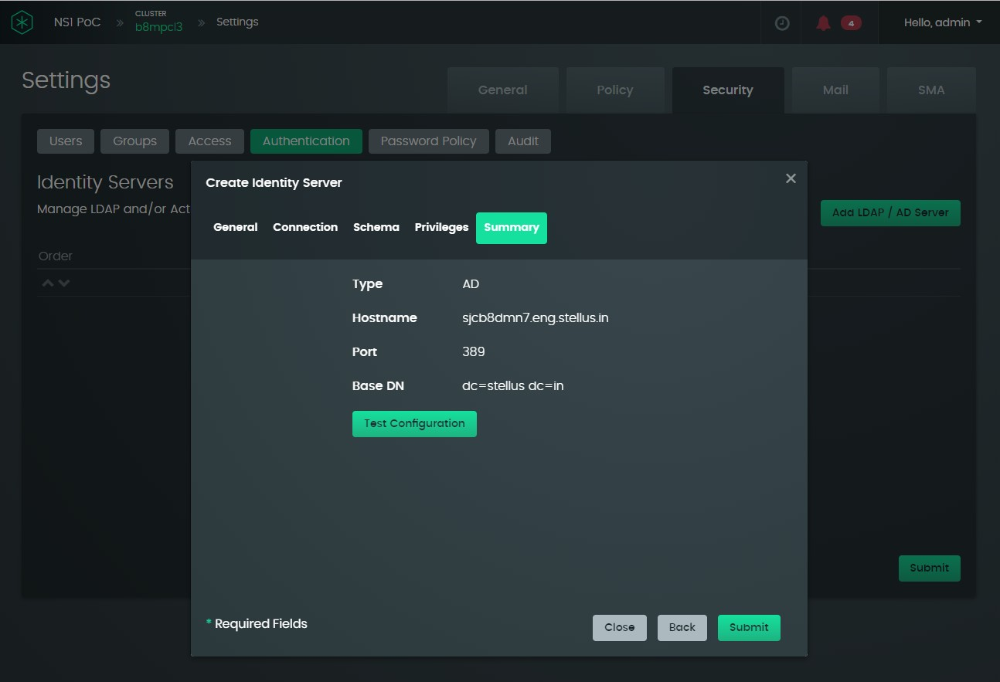 NS1 PoC » CLUSTER b8mpcl3 » Settings 4 Hello, admin
Settings
General Policy Security Mail SMA
Users Groups Access Authentication Password Policy Audit
Identity Servers
Manage LDAP and/or Act
Add LDAP / AD Server
Order
Create Identity Server
General Connection Schema Privileges Summary
Type AD
Hostname sjcb8dmn7.eng.stellus.in
Port 389
Base DN dc=stellus dc=in
Test Configuration
Submit
* Required Fields
Close Back Submit